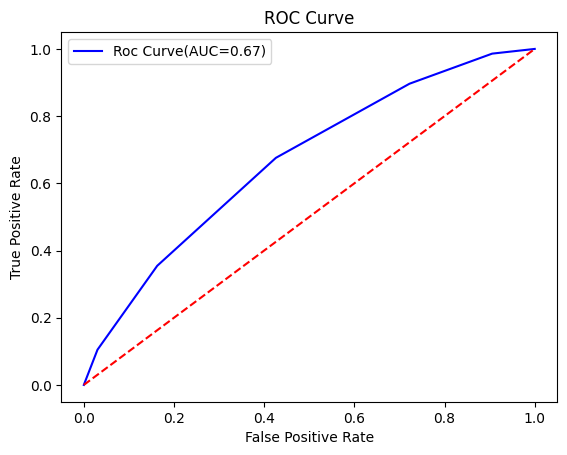 ROC Curve
Roc Curve(AUC=0.67)
True Positive Rate
1.0
0.8
0.6
0.4
0.2
0.0
0.0 0.2 0.4 0.6 0.8 1.0
False Positive Rate